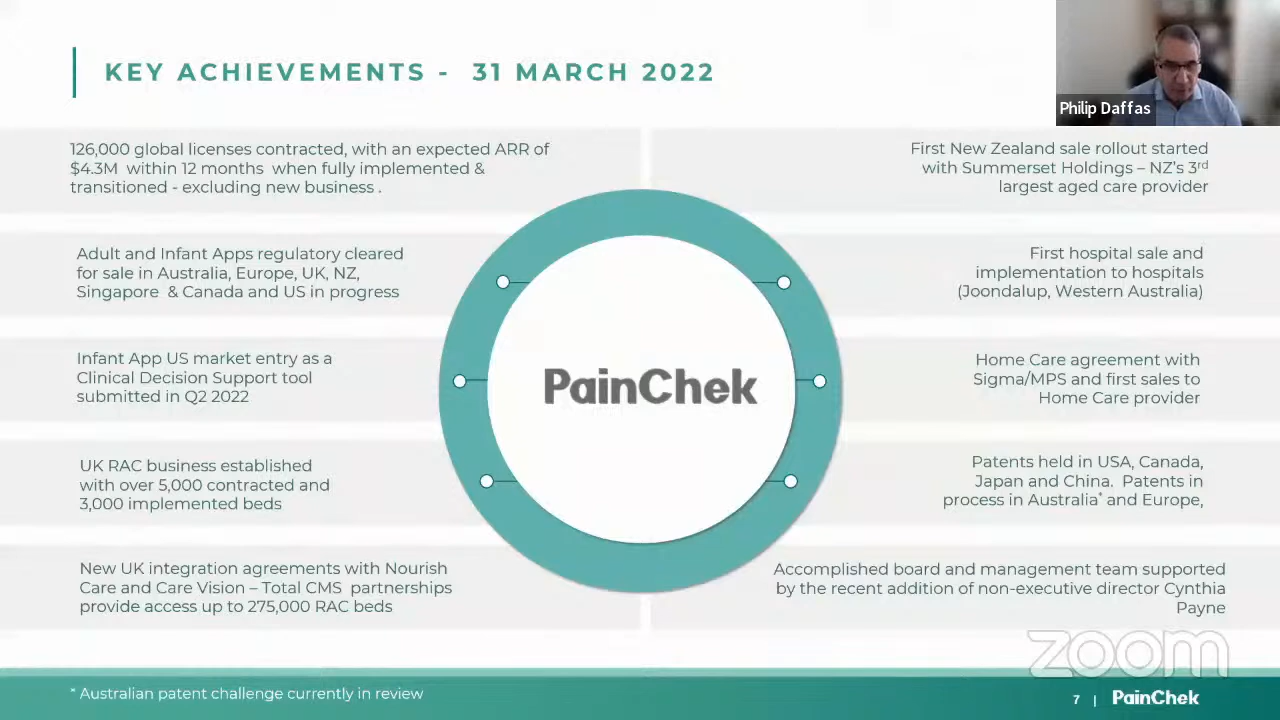 KEY ACHIEVEMENTS - 31 MARCH 2022
Philip Daffas
126,000 global licenses contracted, with an expected ARR of
$4.3M within 12 months when fully implemented &
transitioned - excluding new business .
Adult and Infant Apps regulatory cleared
for sale in Australia, Europe, UK, NZ,
Singapore & Canada and US in progress
Infant App US market entry as a
Clinical Decision Support tool
submitted in Q2 2022
UK RAC business established
with over 5,000 contracted and
3,000 implemented beds
New UK integration agreements with Nourish
Care and Care Vision – Total CMS partnerships
provide access up to 275,000 RAC beds
PainChek
First New Zealand sale rollout started
with Summerset Holdings – NZ's 3rd
largest aged care provider
First hospital sale and
implementation to hospitals
(Joondalup, Western Australia)
Home Care agreement with
Sigma/MPS and first sales to
Home Care provider
Patents held in USA, Canada,
Japan and China. Patents in
process in Australia* and Europe,
Accomplished board and management team supported
by the recent addition of non-executive director Cynthia
Payne
zoom
* Australian patent challenge currently in review
7 | PainChek